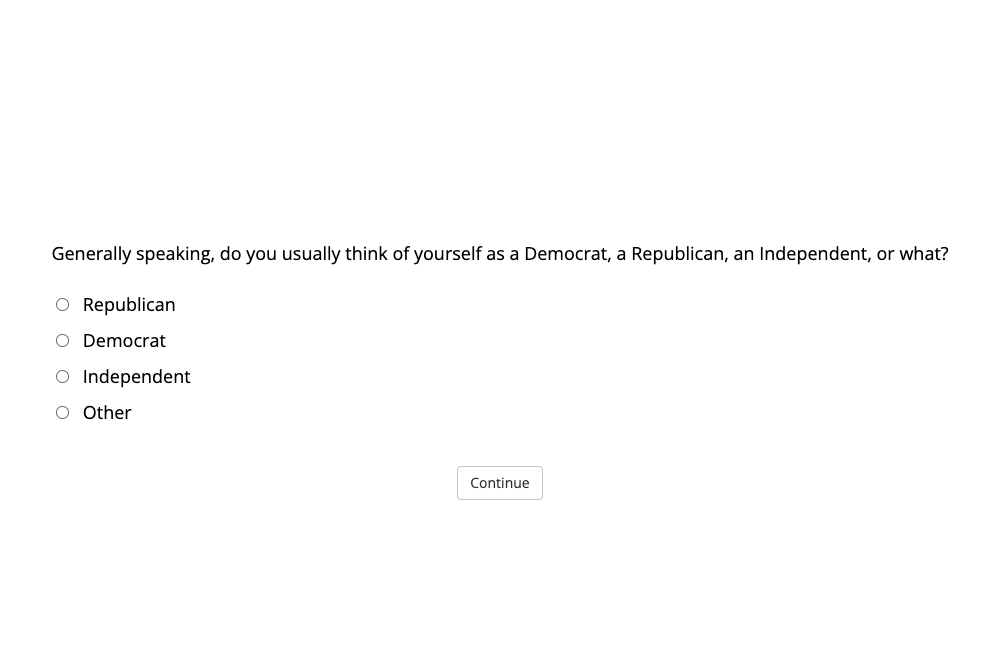 Generally speaking, do you usually think of yourself as a Democrat, a Republican, an Independent, or what?
Republican
Democrat
Independent
Other
Continue